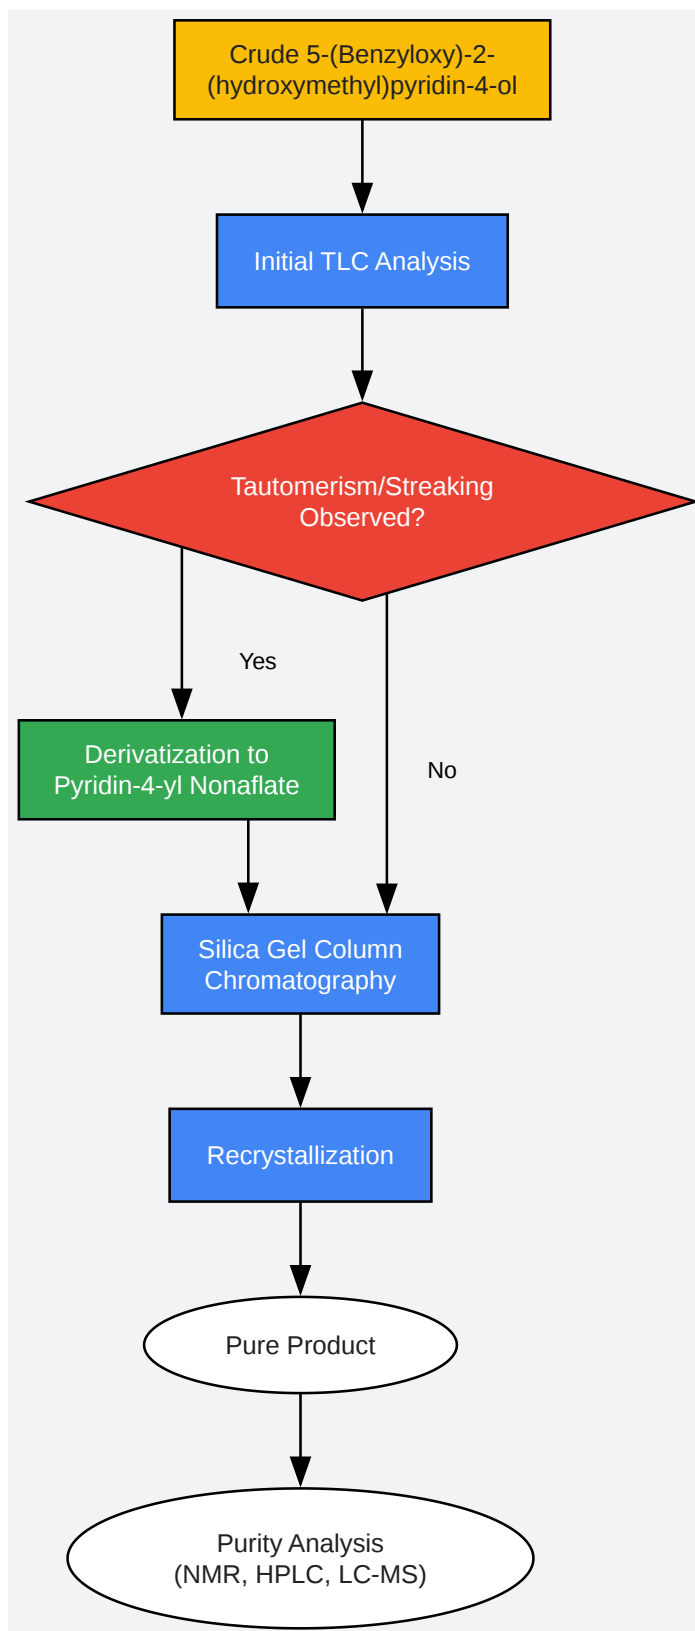 Crude 5-(Benzyloxy)-2-
(hydroxymethyl)pyridin-4-ol
Initial TLC Analysis
Tautomerism/Streaking
Observed?
Yes
Derivatization to
Pyridin-4-yl Nonaflate
No
Silica Gel Column
Chromatography
Recrystallization
Pure Product
Purity Analysis
(NMR, HPLC, LC-MS)